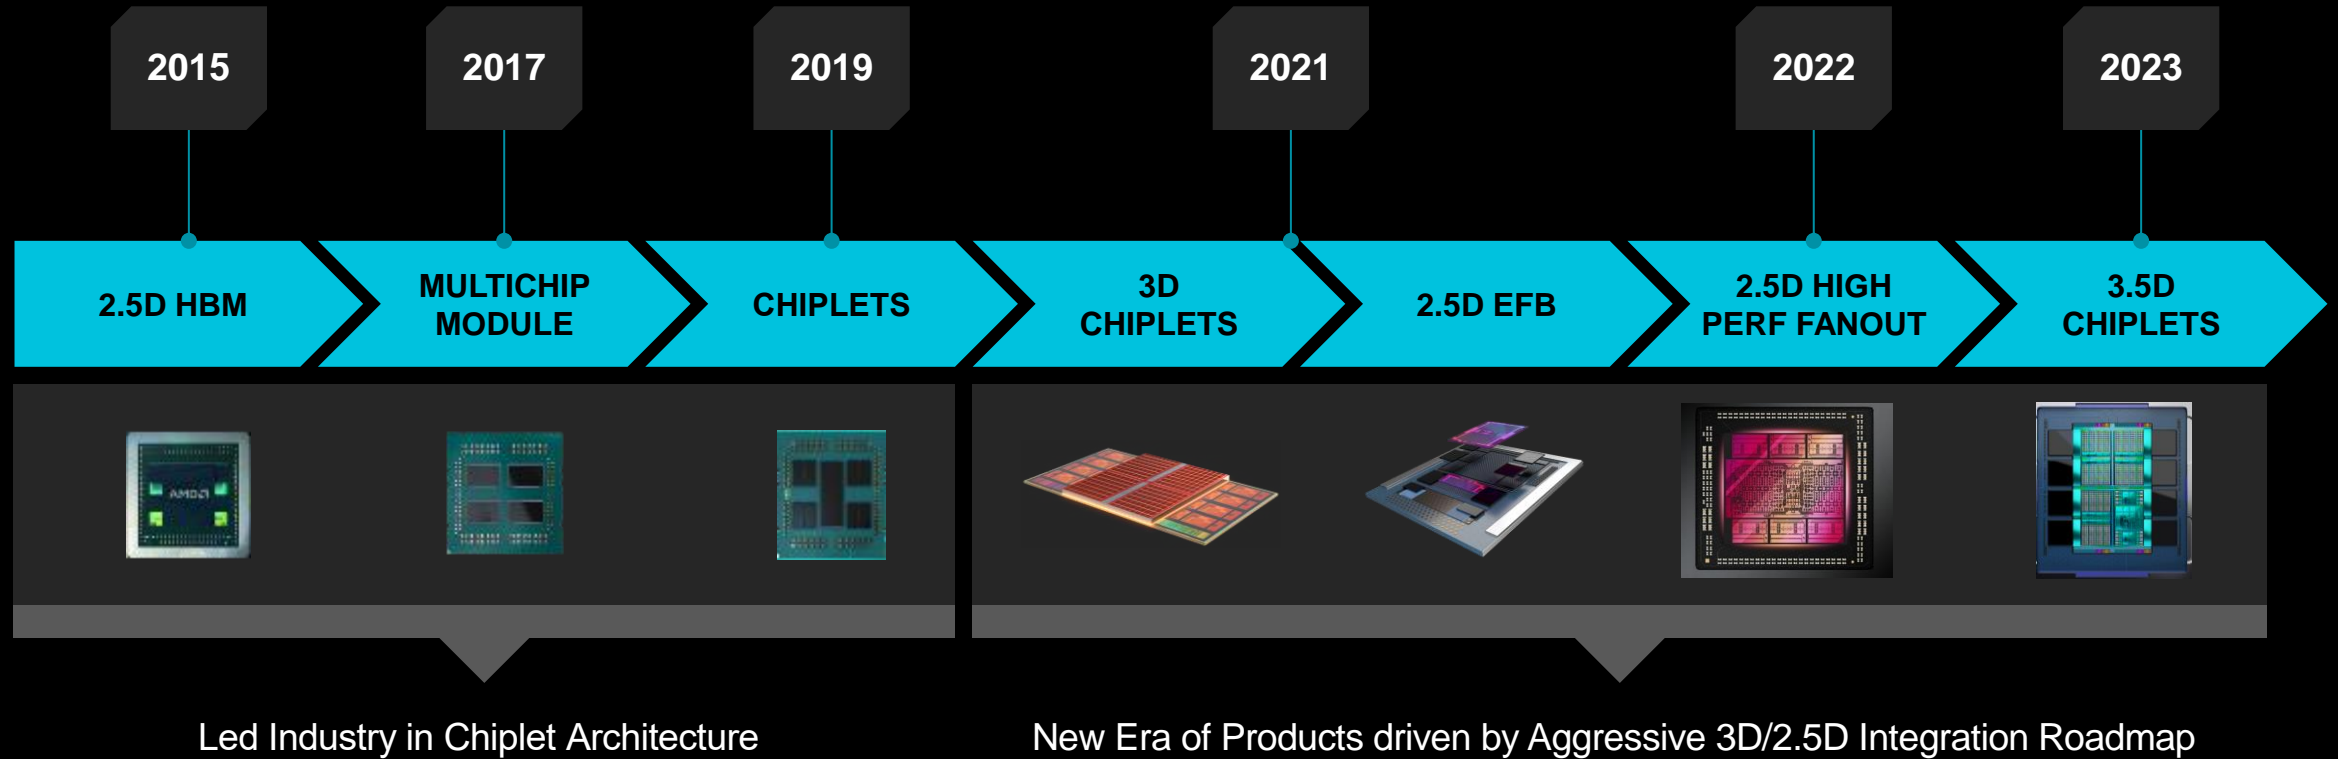 2015
2017
2019
2021
2022
2023
2.5D HBM
MULTICHIP
MODULE
CHIPLETS
3D
CHIPLETS
2.5D EFB
2.5D HIGH
PERF FANOUT
3.5D
CHIPLETS
AMD
Led Industry in Chiplet Architecture
New Era of Products driven by Aggressive 3D/2.5D Integration Roadmap